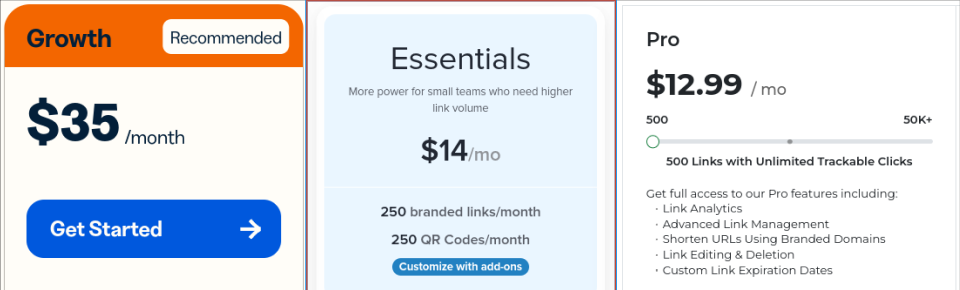 Growth
Recommended
$35 /month
Get Started
Essentials
More power for small teams who need higher
link volume
$14/mo
250 branded links/month
250 QR Codes/month
Customize with add-ons
Pro
$12.99 / mo
500 50K+
500 Links with Unlimited Trackable Clicks
Get full access to our Pro features including:
· Link Analytics
· Advanced Link Management
· Shorten URLs Using Branded Domains
· Link Editing & Deletion
· Custom Link Expiration Dates